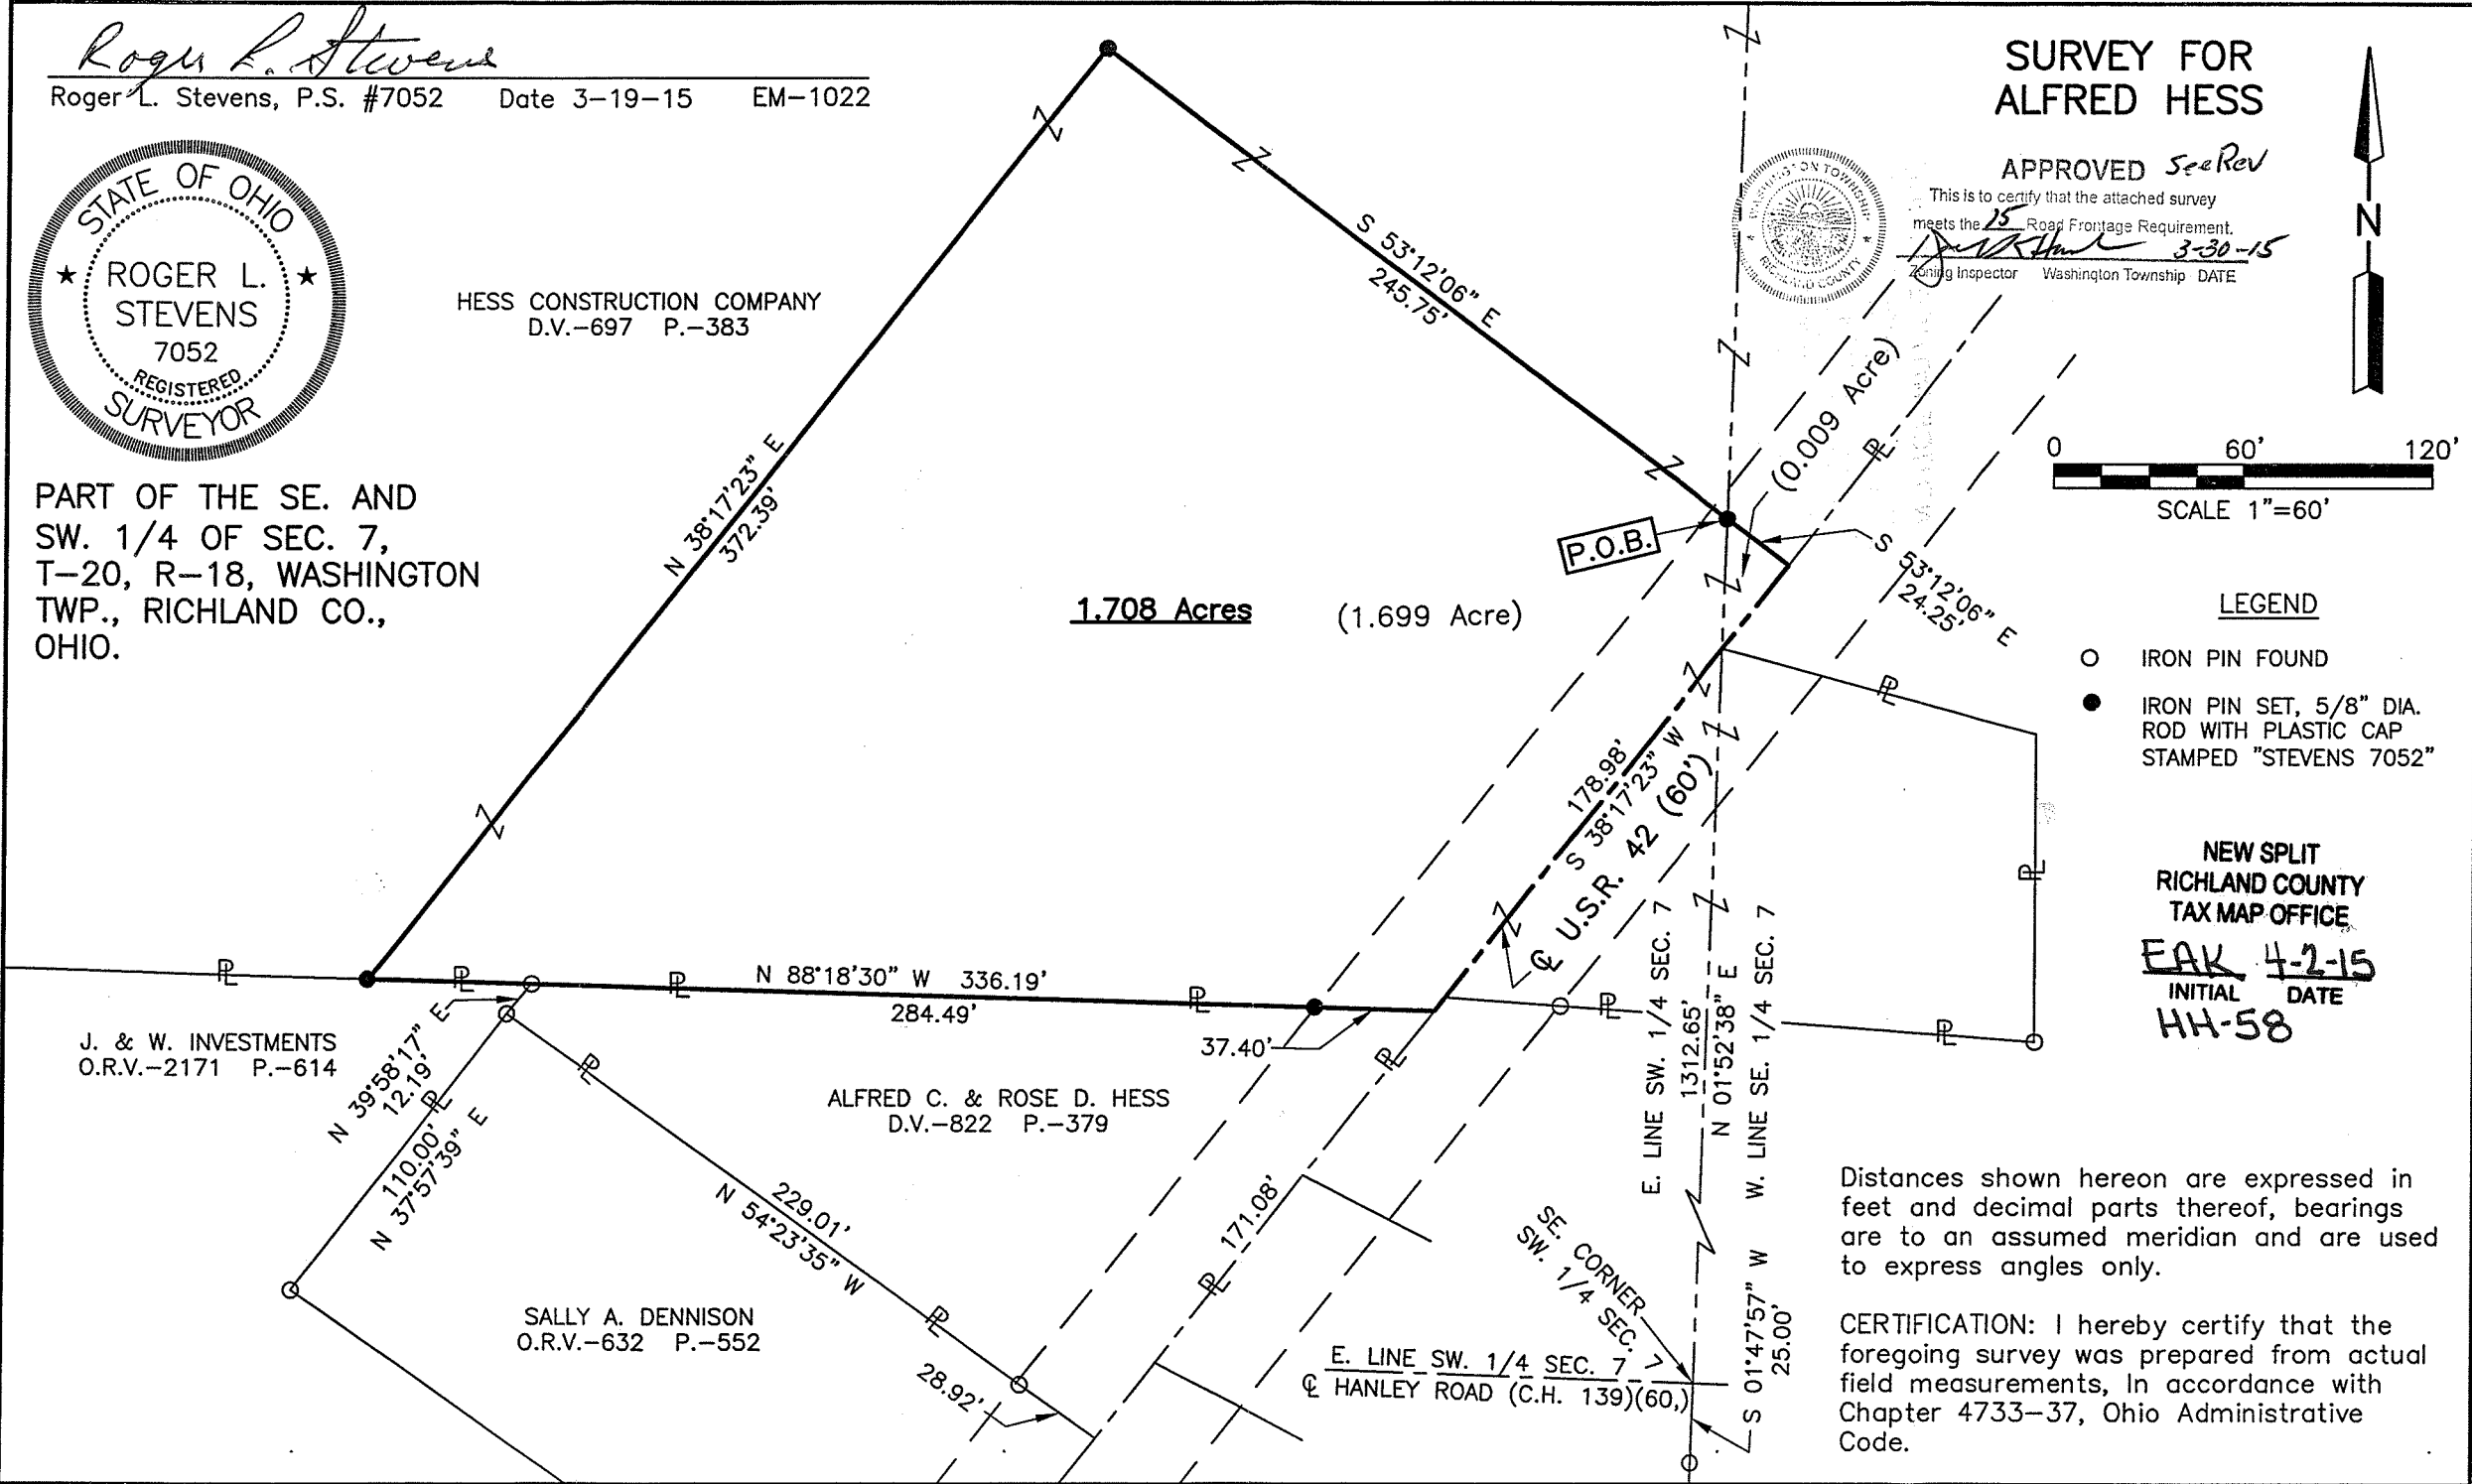 Roger L. Stevens
Roger L. Stevens, P.S. #7052 Date 3-19-15 EM-1022
STATE OF OHIO
ROGER L.
STEVENS
7052
REGISTERED
SURVEYOR
PART OF THE SE. AND
SW. 1/4 OF SEC. 7,
T-20, R-18, WASHINGTON
TWP., RICHLAND CO.,
OHIO.
HESS CONSTRUCTION COMPANY
D.V.-697 P.-383
N 38°17'23" E
372.39'
S 53°12'06" E
245.75'
1.708 Acres (1.699 Acre)
P.O.B.
(0.009 Acre)
S 53°12'06" E
24.25'
178.98'
S 38°17'23" W
℄ U.S.R. 42 (60')
N 88°18'30" W 336.19'
284.49'
37.40'
J. & W. INVESTMENTS
O.R.V.-2171 P.-614
N 39°58'17" E
12.19'
110.00'
N 37°57'39" E
ALFRED C. & ROSE D. HESS
D.V.-822 P.-379
229.01'
N 54°23'35" W
SALLY A. DENNISON
O.R.V.-632 P.-552
28.92'
171.08'
E. LINE SW. 1/4 SEC. 7
1312.65'
N 01°52'38" E
W. LINE SE. 1/4 SEC. 7
SE. CORNER
SW. 1/4 SEC. 7
E. LINE SW. 1/4 SEC. 7
℄ HANLEY ROAD (C.H. 139)(60,)
S 01°47'57" W
25.00'
SURVEY FOR
ALFRED HESS
WASHINGTON TOWNSHIP
RICHLAND COUNTY
APPROVED See Rev
This is to certify that the attached survey
meets the 15 Road Frontage Requirement.
3-30-15
Zoning Inspector Washington Township DATE
N
0 60' 120'
SCALE 1"=60'
LEGEND
IRON PIN FOUND
IRON PIN SET, 5/8" DIA.
ROD WITH PLASTIC CAP
STAMPED "STEVENS 7052"
NEW SPLIT
RICHLAND COUNTY
TAX MAP OFFICE
EAK 4-2-15
INITIAL DATE
HH-58
Distances shown hereon are expressed in
feet and decimal parts thereof, bearings
are to an assumed meridian and are used
to express angles only.
CERTIFICATION: I hereby certify that the
foregoing survey was prepared from actual
field measurements, In accordance with
Chapter 4733-37, Ohio Administrative
Code.